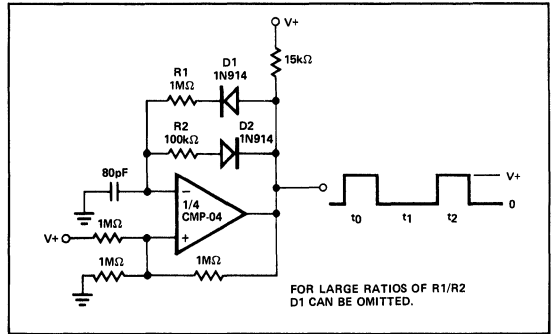 V+
15kΩ
D1
1N914
R1
1MΩ
R2
100kΩ
D2
1N914
80pF
−
1/4
CMP-04
+
V+
1MΩ
1MΩ
1MΩ
V+
0
t0
t1
t2
FOR LARGE RATIOS OF R1/R2
D1 CAN BE OMITTED.